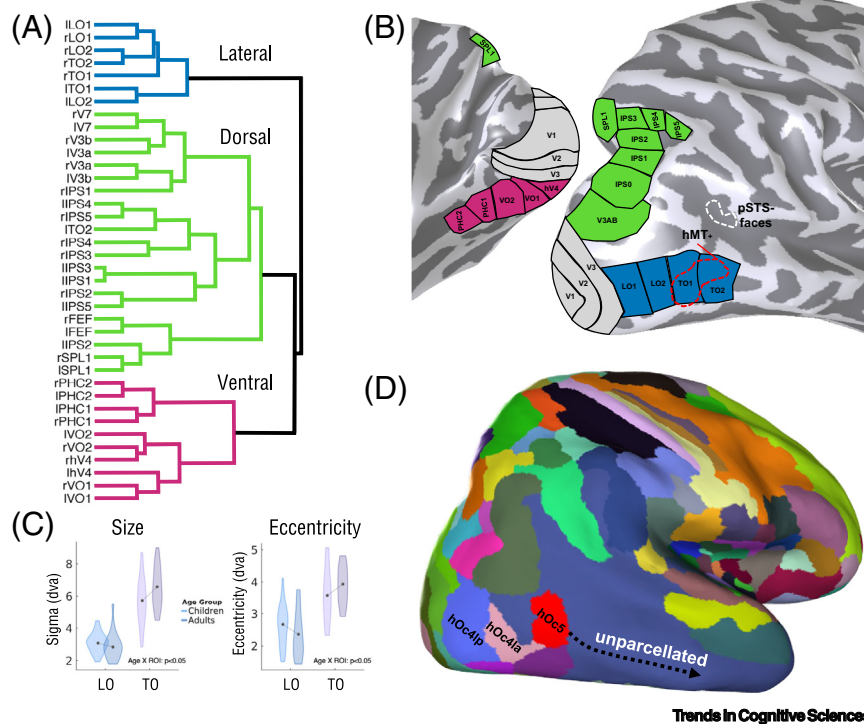 (A)
lLO1
rLO1
rLO2
rTO2
rTO1
lTO1
lLO2
rV7
lV7
rV3b
lV3a
rV3a
lV3b
rIPS1
lIPS4
rIPS5
lTO2
rIPS4
rIPS3
lIPS3
lIPS1
rIPS2
lIPS5
rFEF
lFEF
lIPS2
rSPL1
lSPL1
rPHC2
lPHC2
lPHC1
rPHC1
lVO2
rVO2
rhV4
lhV4
rVO1
lVO1
Lateral
Dorsal
Ventral
(B)
SPL1
V1
V2
V3
hV4
VO1
VO2
PHC1
PHC2
SPL1
IPS3
IPS4
IPS5
IPS2
IPS1
IPS0
V3AB
pSTS-
faces
hMT+
V3
V2
V1
LO1
LO2
TO1
TO2
(C)
Size
Sigma (dva)
8
6
4
2
LO
TO
Age X ROI: p<0.05
Age Group
Children
Adults
Eccentricity
Eccentricity (dva)
5
4
3
2
LO
TO
Age X ROI: p<0.05
(D)
hOc4lp
hOc4la
hOc5
unparcellated
Trends in Cognitive Sciences